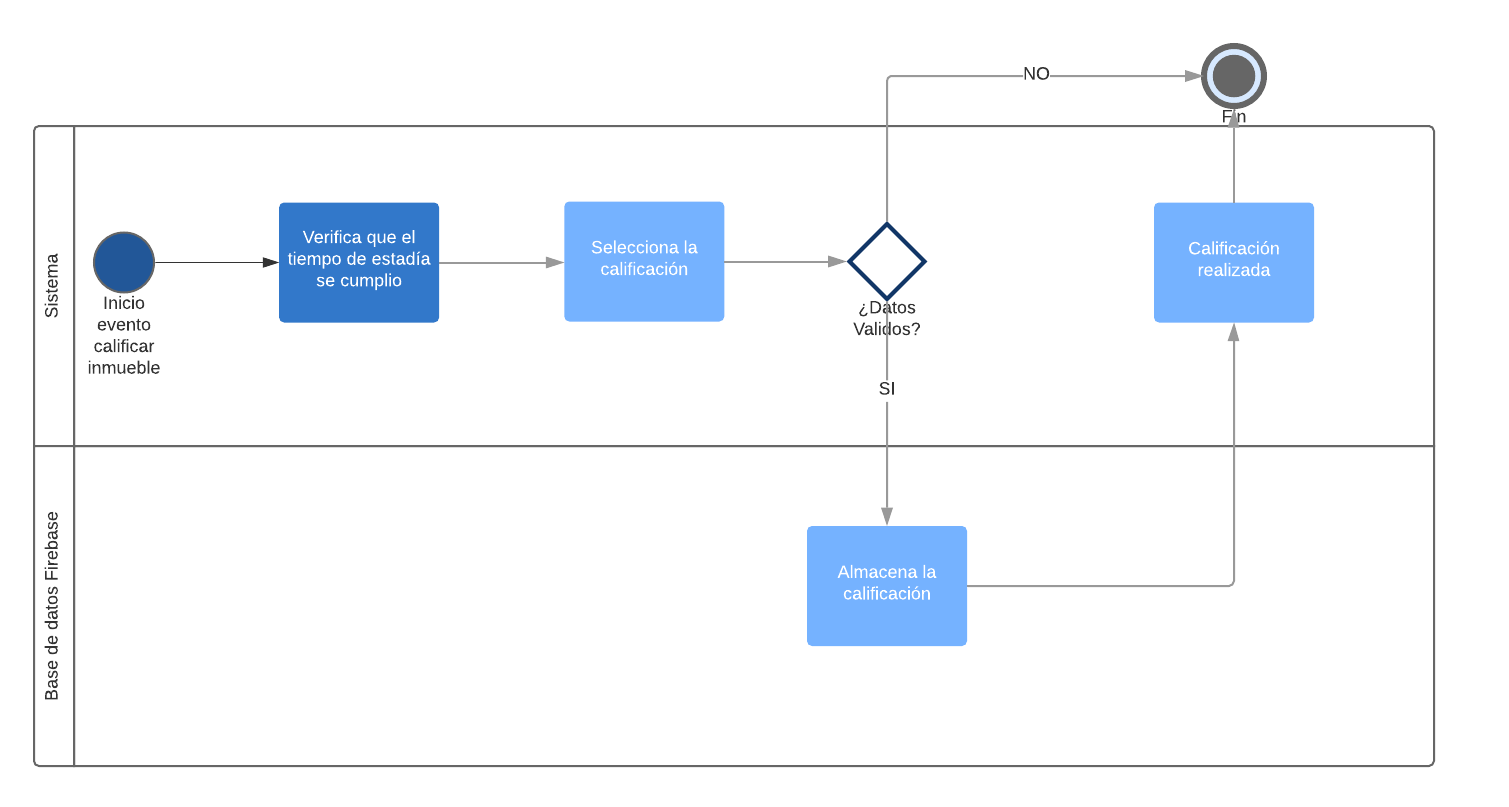 NO
Fin
Sistema
Inicio
evento
calificar
inmueble
Verifica que el
tiempo de estadía
se cumplio
Selecciona la
calificación
¿Datos
Validos?
SI
Calificación
realizada
Base de datos Firebase
Almacena la
calificación